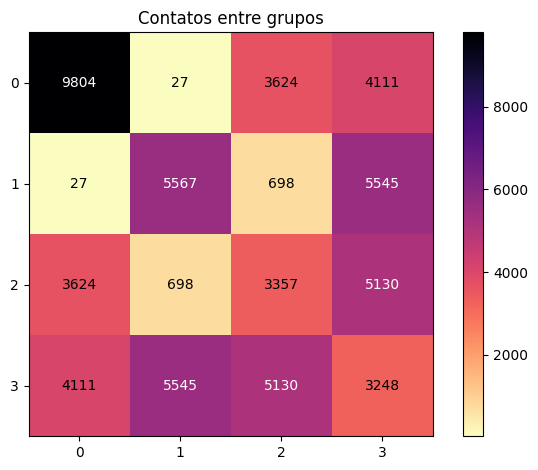 Contatos entre grupos
0 9804 27 3624 4111
1 27 5567 698 5545
2 3624 698 3357 5130
3 4111 5545 5130 3248
0 1 2 3
8000
6000
4000
2000